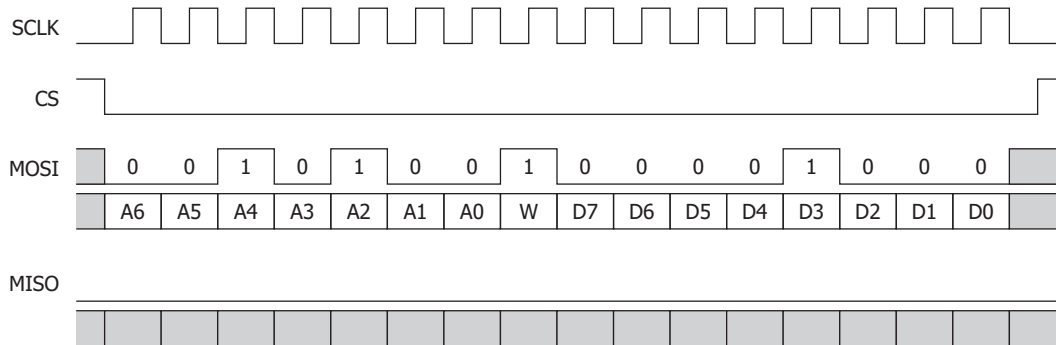 SCLK
CS
MOSI 0 0 1 0 1 0 0 1 0 0 0 0 1 0 0 0
A6 A5 A4 A3 A2 A1 A0 W D7 D6 D5 D4 D3 D2 D1 D0
MISO